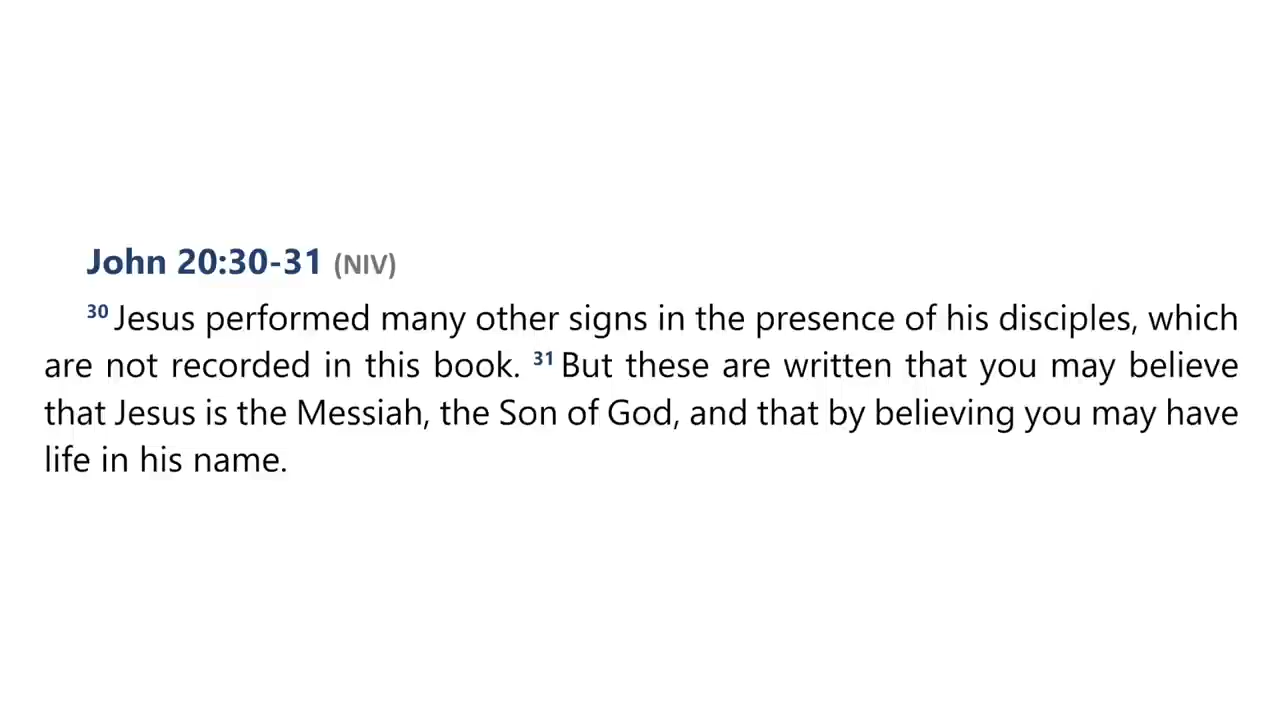 John 20:30-31 (NIV)
30 Jesus performed many other signs in the presence of his disciples, which
are not recorded in this book. 31 But these are written that you may believe
that Jesus is the Messiah, the Son of God, and that by believing you may have
life in his name.